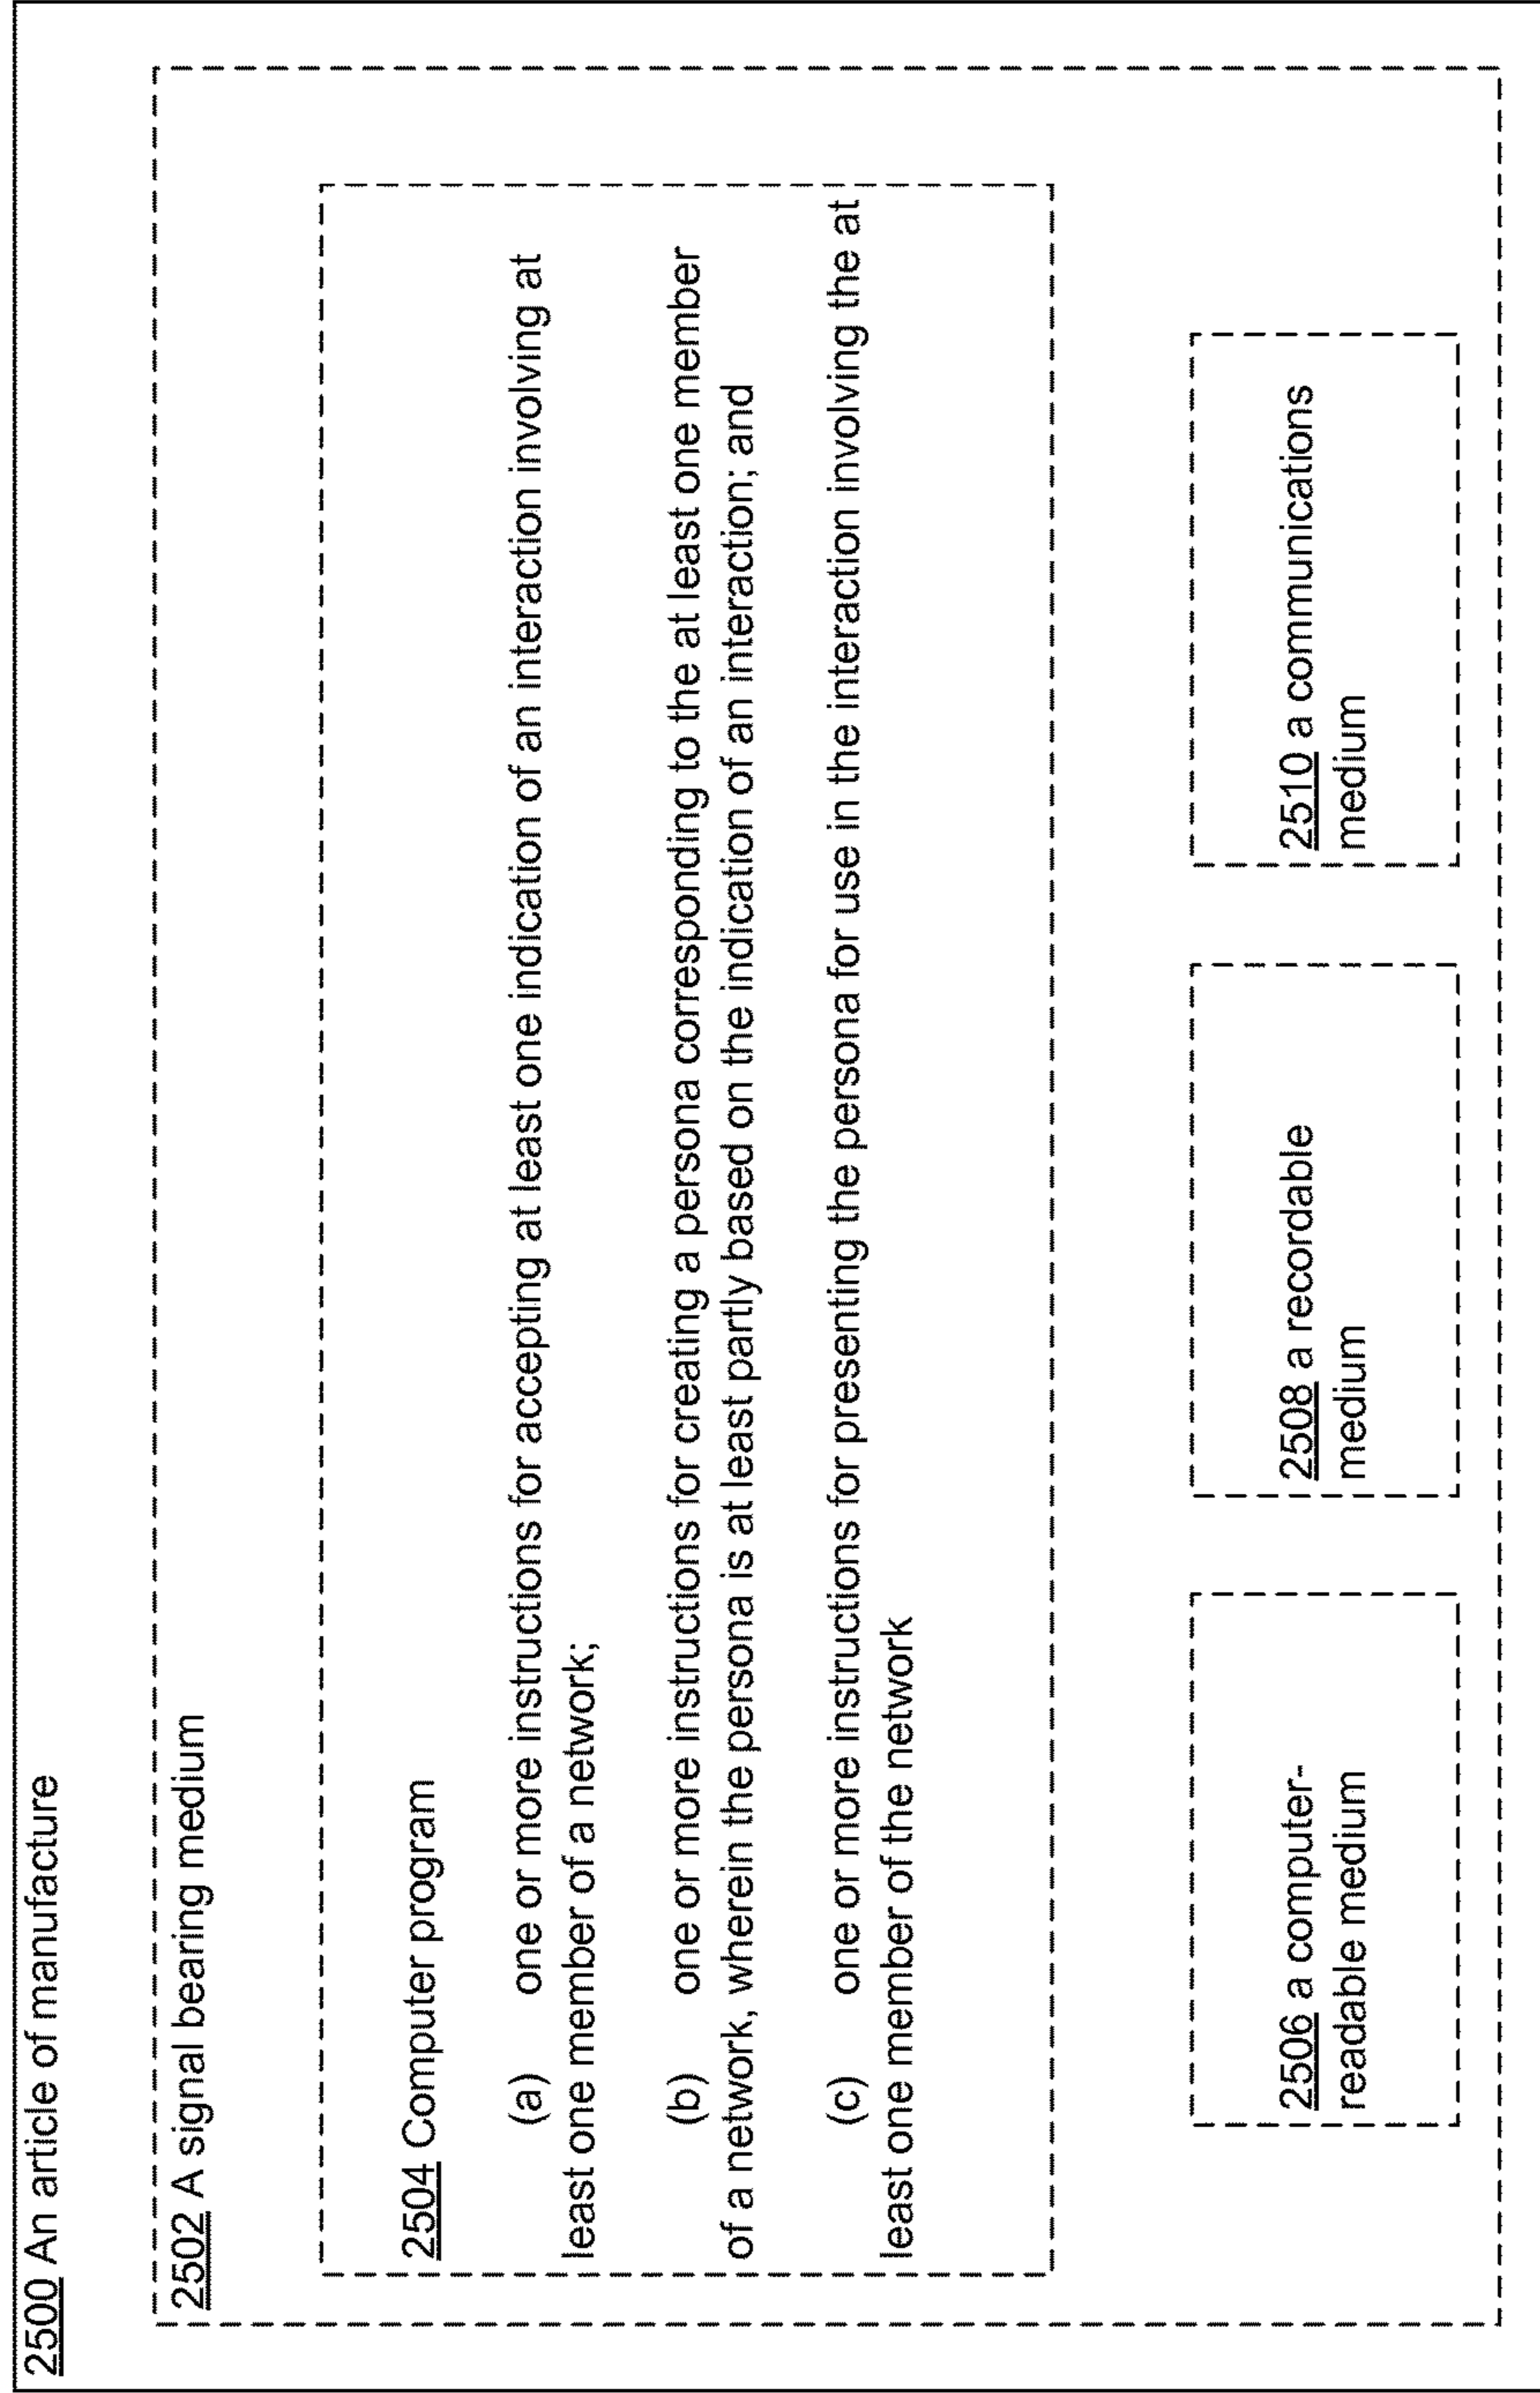 2500 An article of manufacture
2502 A signal bearing medium
2504 Computer program
(a) one or more instructions for accepting at least one indication of an interaction involving at
least one member of a network;
(b) one or more instructions for creating a persona corresponding to the at least one member
of a network, wherein the persona is at least partly based on the indication of an interaction; and
(c) one or more instructions for presenting the persona for use in the interaction involving the at
least one member of the network
2506 a computer-
readable medium
2508 a recordable
medium
2510 a communications
medium